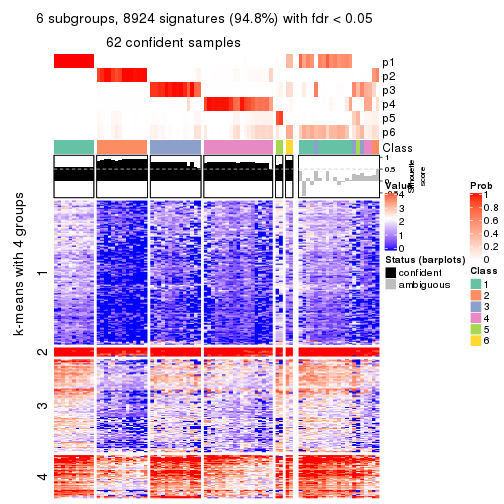 6 subgroups, 8924 signatures (94.8%) with fdr < 0.05
62 confident samples
p1
p2
p3
p4
p5
p6
Class
1
0.5
0
Silhouette
score
k-means with 4 groups
1
2
3
4
Value
4
3
2
1
0
Status (barplots)
confident
ambiguous
Prob
1
0.8
0.6
0.4
0.2
0
Class
1
2
3
4
5
6